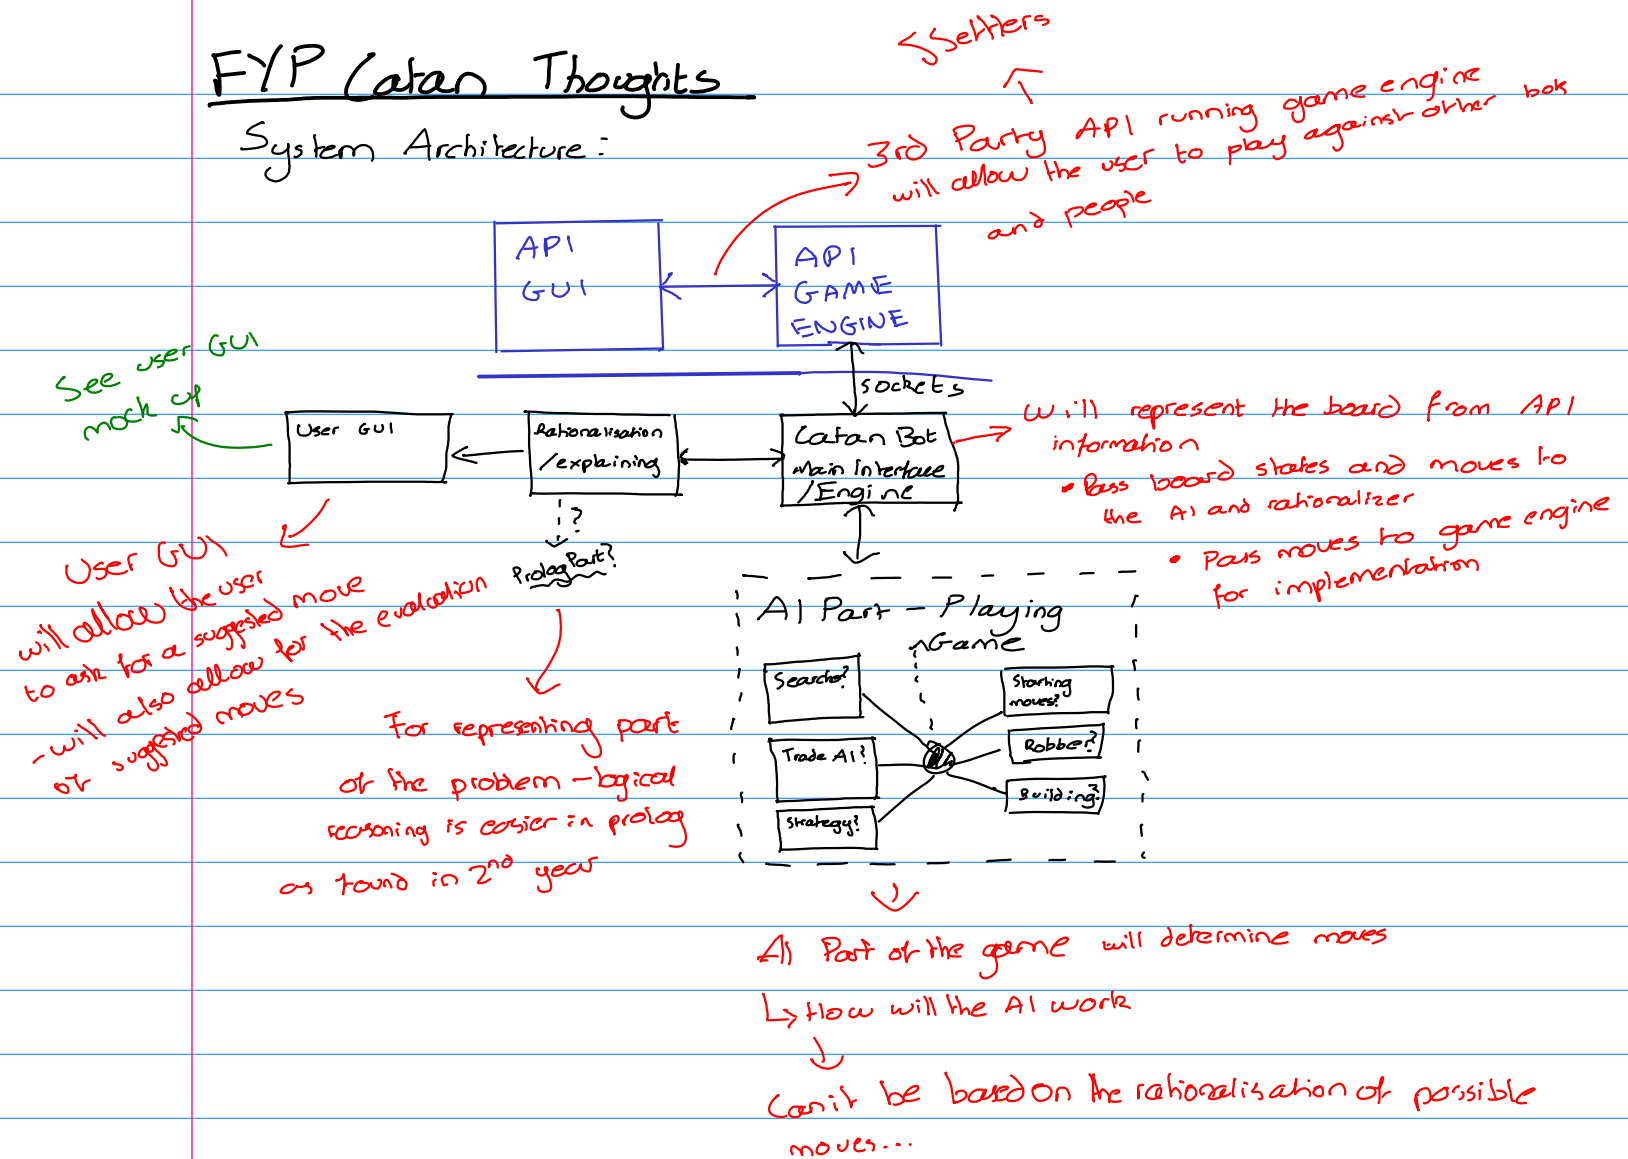 FYP Catan Thoughts
System Architecture:
JSettlers
3rd Party API running game engine
will allow the user to play against other bots
and people
API
GUI
API
GAME
ENGINE
sockets
See user GUI
mock up
User GUI
Rationalisation
/explaining
Catan Bot
Main Interface
/Engine
Will represent the board from API
information
• Pass board states and moves to
the AI and rationalizer
• Pass moves to game engine
for implementation
?
Prolog Part?
User GUI
will allow the user
to ask for a suggested move
- will also allow for the evaluation
of suggested moves
For representing part
of the problem - logical
reasoning is easier in prolog
as found in 2nd year
AI Part - Playing
Game
Search?
Trade AI?
Strategy?
Starting
moves?
Robber?
Building?
AI Part of the game will determine moves
How will the AI work
Can it be based on the rationalisation of possible
moves...